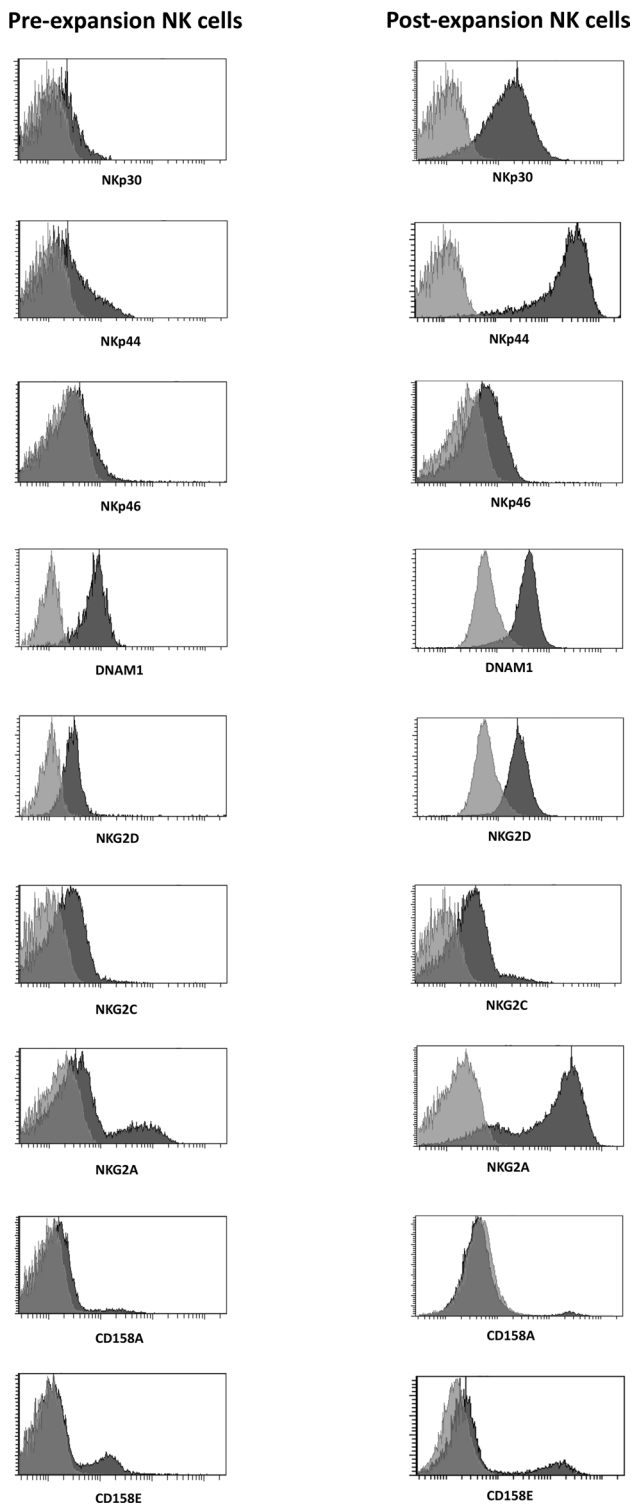 Pre-expansion NK cells
Post-expansion NK cells
NKp30
NKp30
NKp44
NKp44
NKp46
NKp46
DNAM1
DNAM1
NKG2D
NKG2D
NKG2C
NKG2C
NKG2A
NKG2A
CD158A
CD158A
CD158E
CD158E